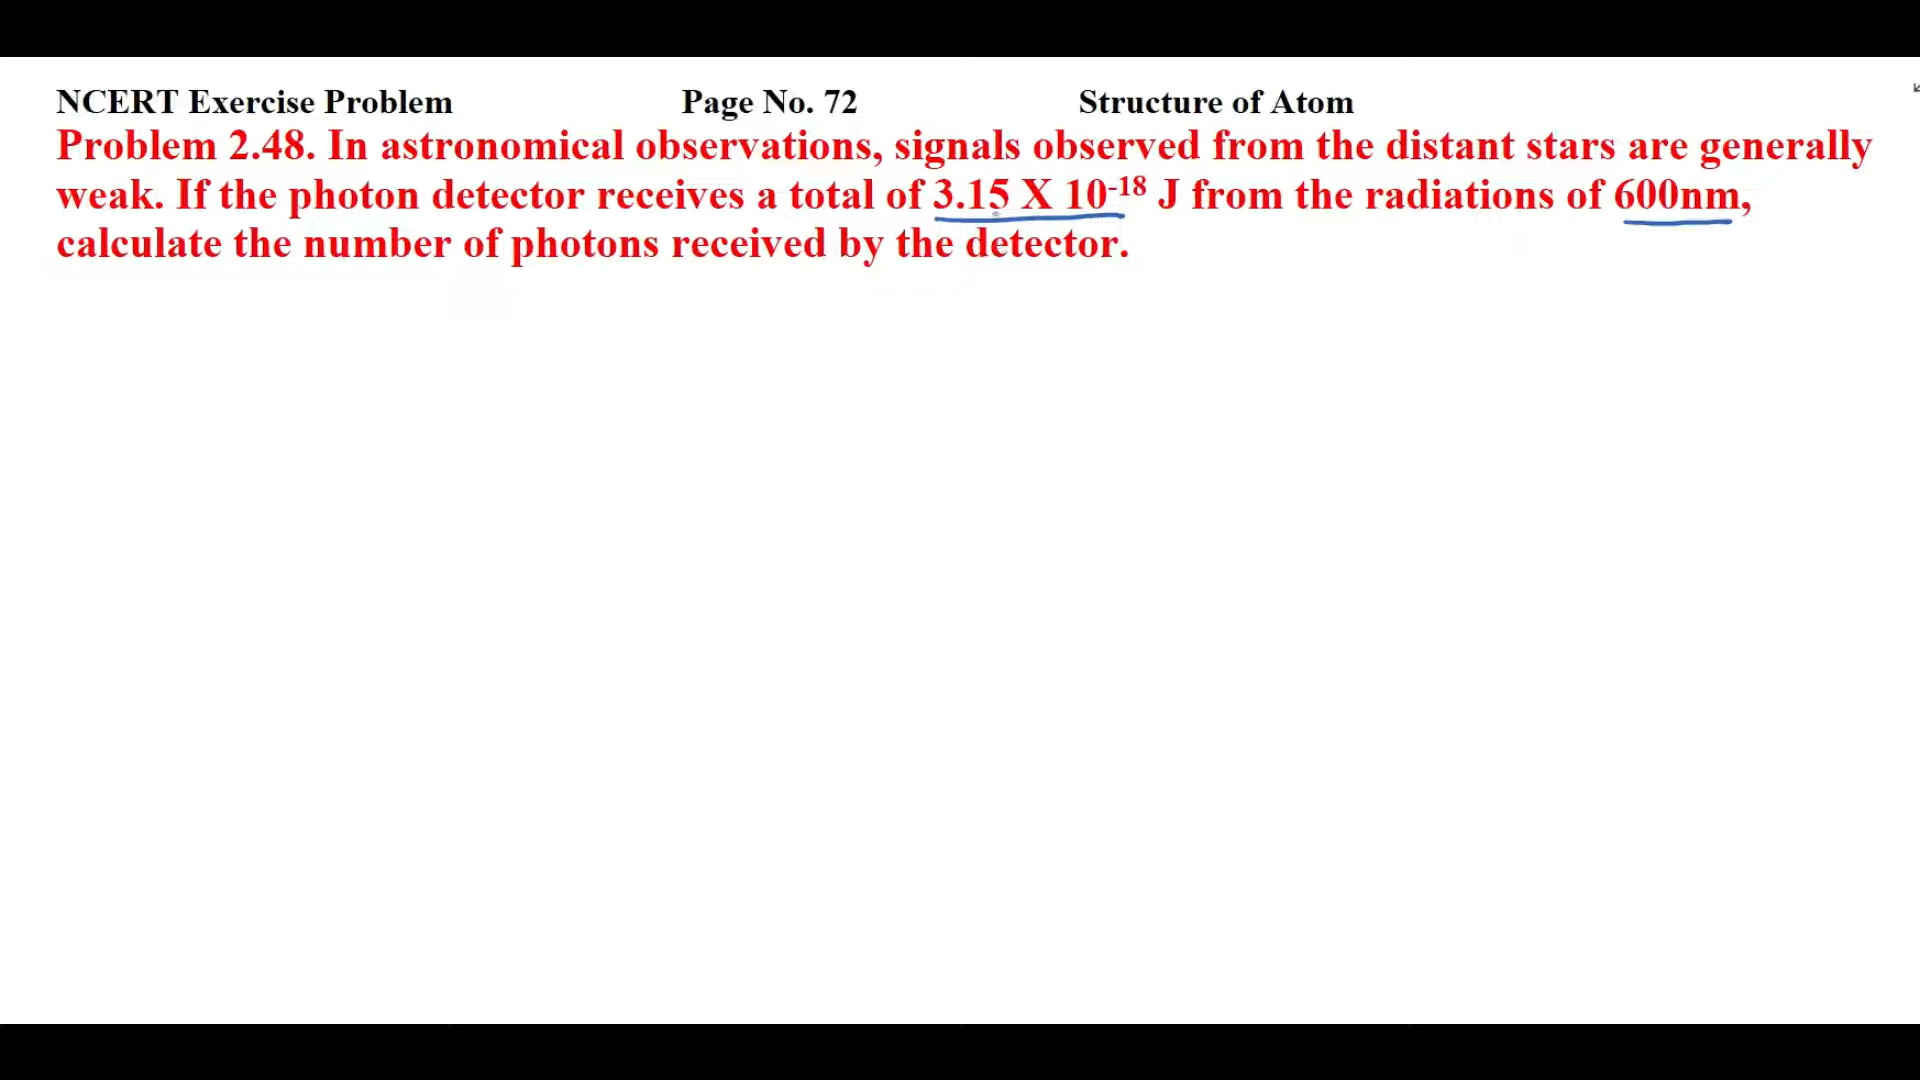 NCERT Exercise Problem Page No. 72 Structure of Atom
Problem 2.48. In astronomical observations, signals observed from the distant stars are generally
weak. If the photon detector receives a total of 3.15 X 10⁻¹⁸ J from the radiations of 600nm,
calculate the number of photons received by the detector.